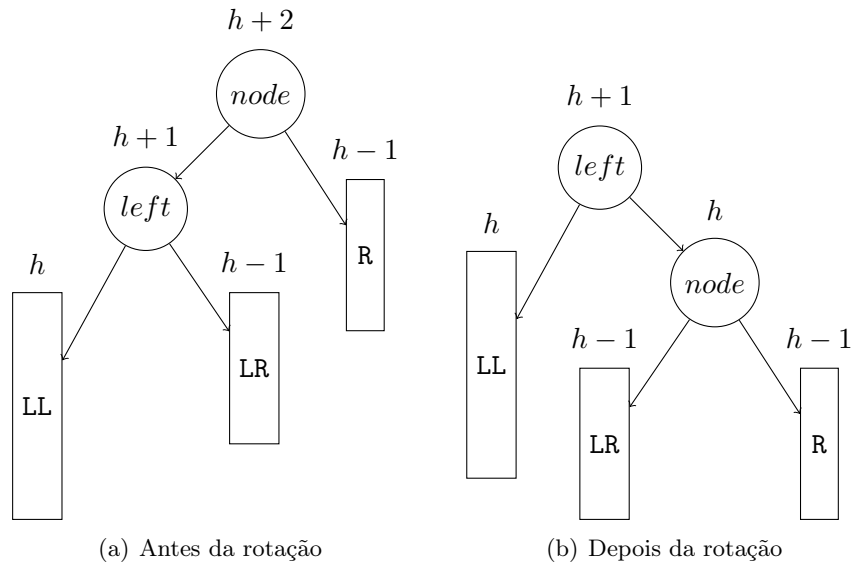 h + 2
node
h + 1
h − 1
left
R
h
h − 1
LL
LR
(a) Antes da rotação
h + 1
left
h
h
node
LL
h − 1
h − 1
LR
R
(b) Depois da rotação